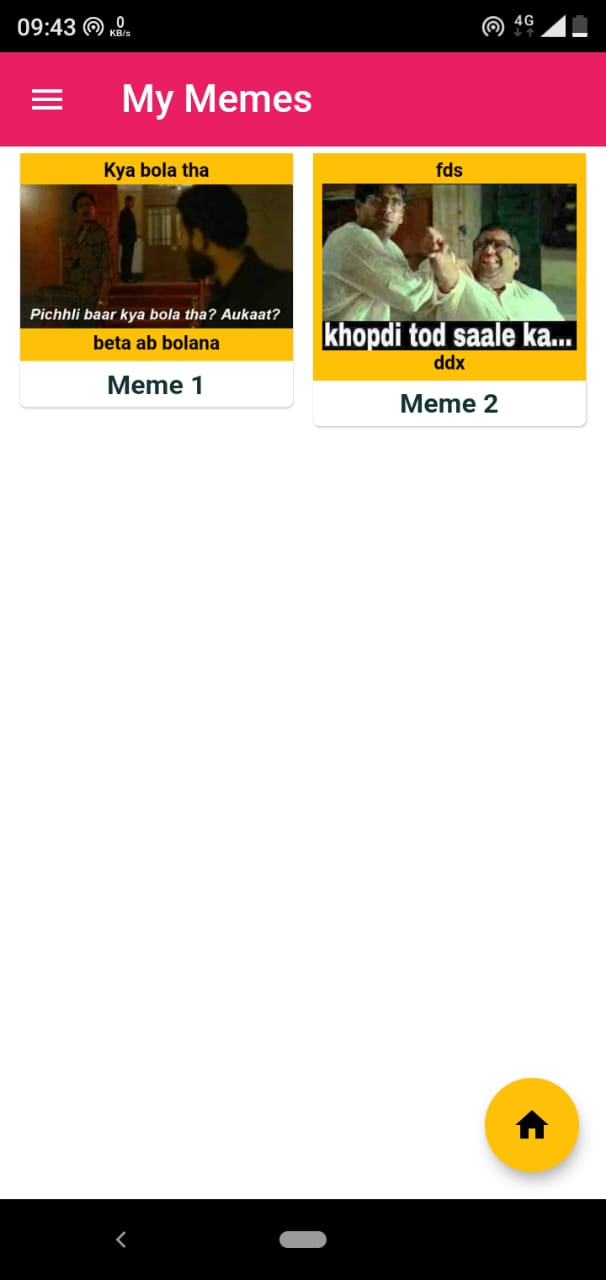 09:43 0 KB/s 4G
My Memes
Kya bola tha
Pichhli baar kya bola tha? Aukaat?
beta ab bolana
Meme 1
fds
khopdi tod saale ka...
ddx
Meme 2